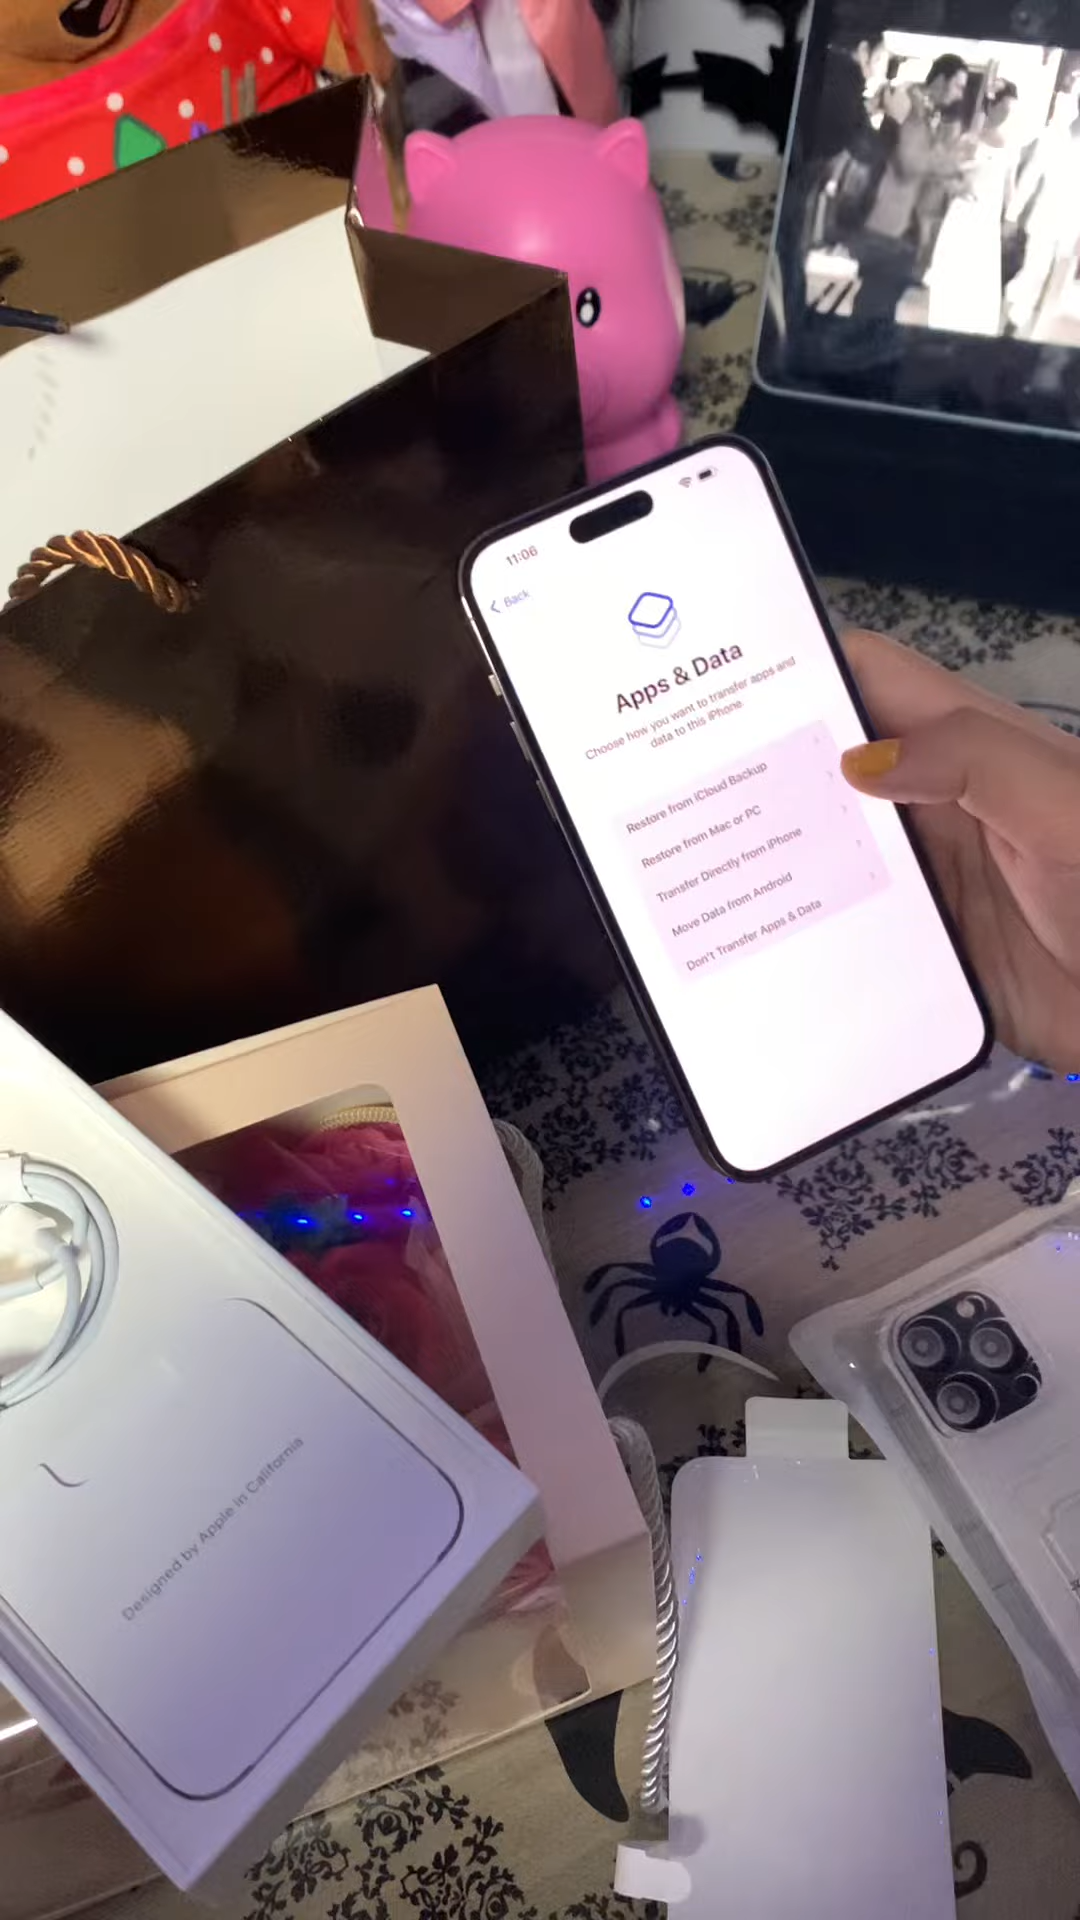 11:06
Back
Apps & Data
Choose how you want to transfer apps and
data to this iPhone.
Restore from iCloud Backup
Restore from Mac or PC
Transfer Directly from iPhone
Move Data from Android
Don't Transfer Apps & Data
Designed by Apple in California